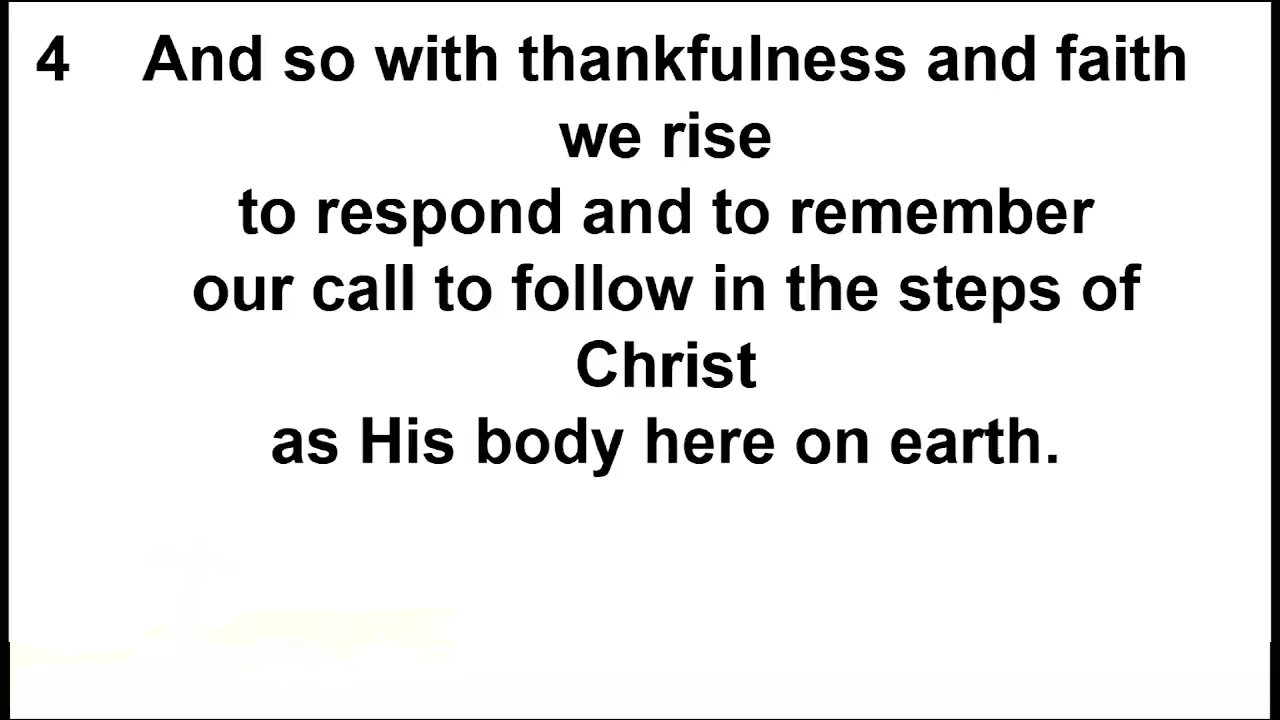 4 And so with thankfulness and faith
we rise
to respond and to remember
our call to follow in the steps of
Christ
as His body here on earth.